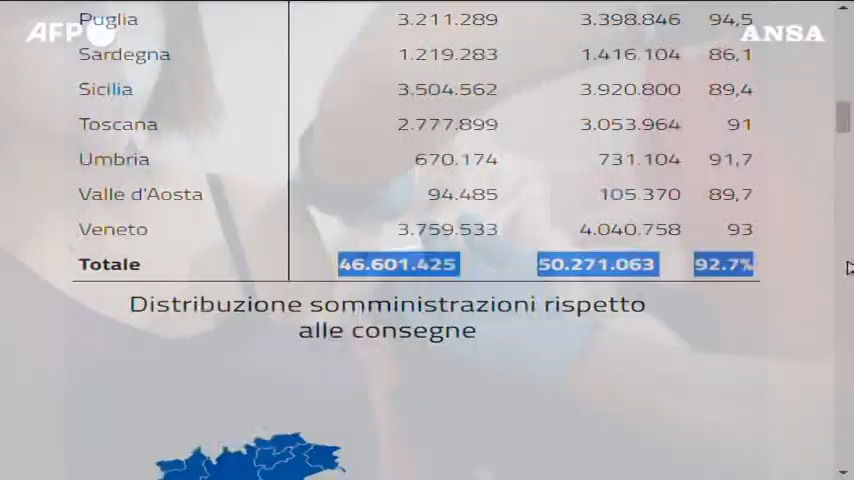 Puglia 3.211.289 3.398.846 94,5
AFP ANSA
Sardegna 1.219.283 1.416.104 86,1
Sicilia 3.504.562 3.920.800 89,4
Toscana 2.777.899 3.053.964 91
Umbria 670.174 731.104 91,7
Valle d'Aosta 94.485 105.370 89,7
Veneto 3.759.533 4.040.758 93
Totale 46.601.425 50.271.063 92.7%
Distribuzione somministrazioni rispetto
alle consegne